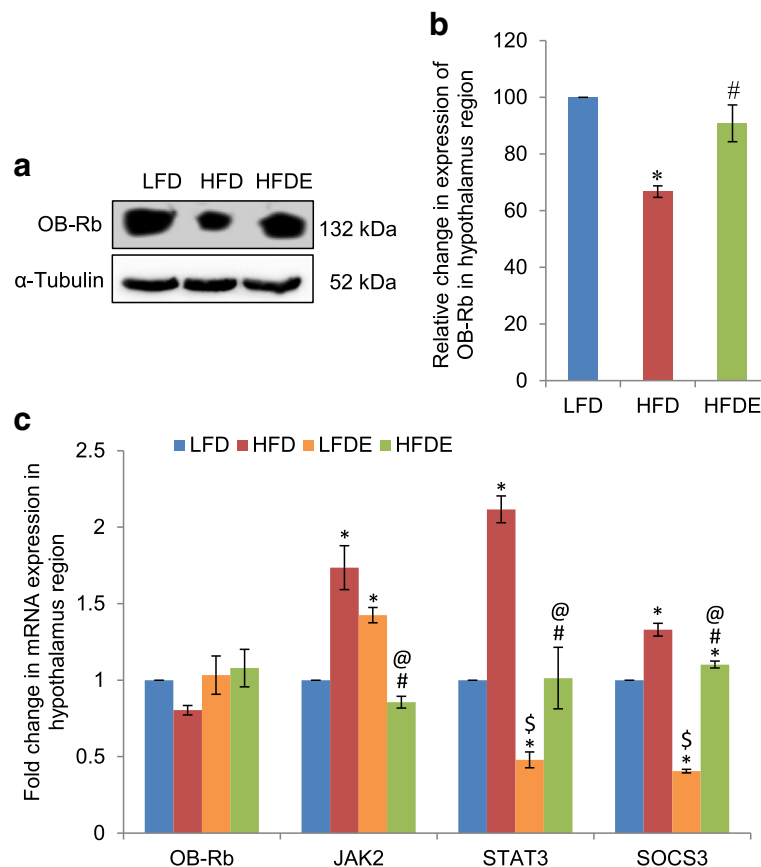 a
LFD HFD HFDE
OB-Rb
132 kDa
α-Tubulin
52 kDa
b
Relative change in expression of
OB-Rb in hypothalamus region
120
100
80
60
40
20
0
*
#
LFD HFD HFDE
c
Fold change in mRNA expression in
hypothalamus region
2.5
2
1.5
1
0.5
0
LFD HFD LFDE HFDE
*
*
@
#
*
$
*
@
#
*
$
*
@
#
*
OB-Rb JAK2 STAT3 SOCS3